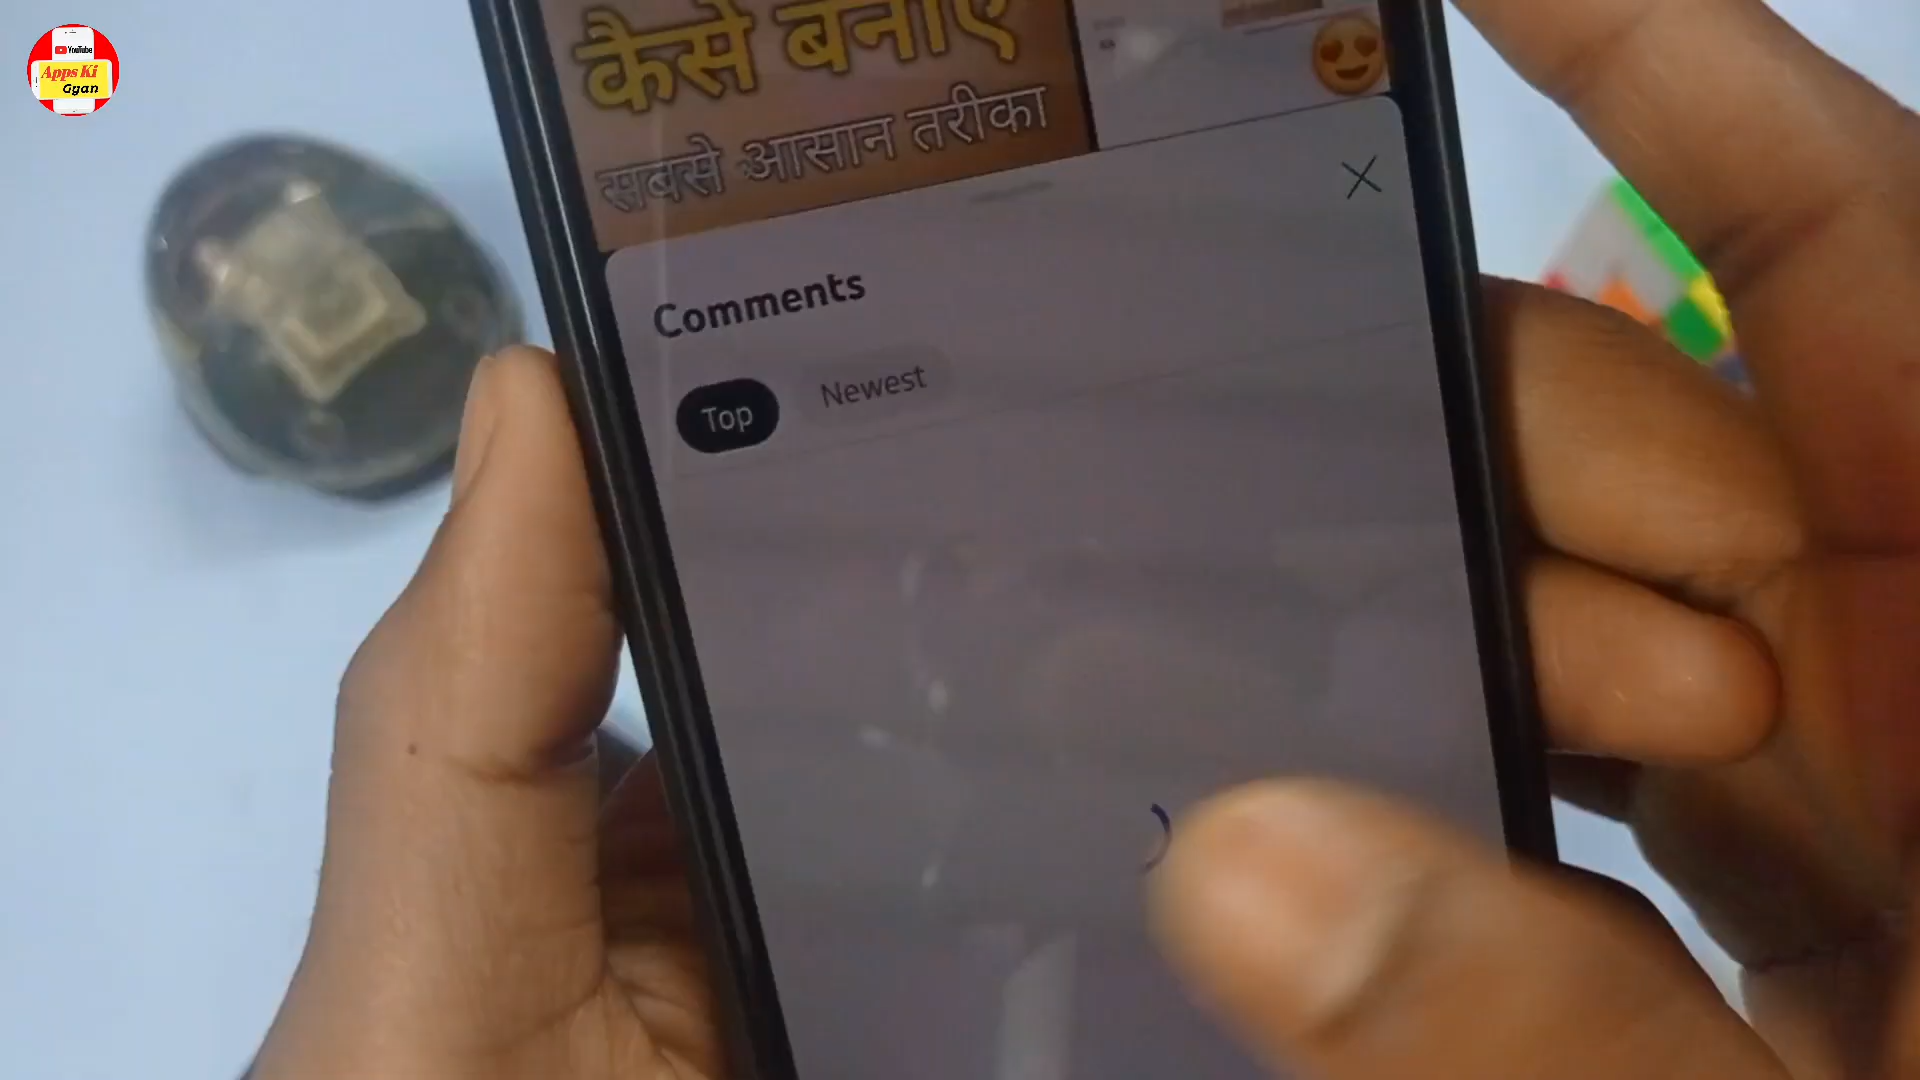 YouTube
Apps Ki
Gyan
कैसे बनाएं
सबसे आसान तरीका
Comments
Top Newest